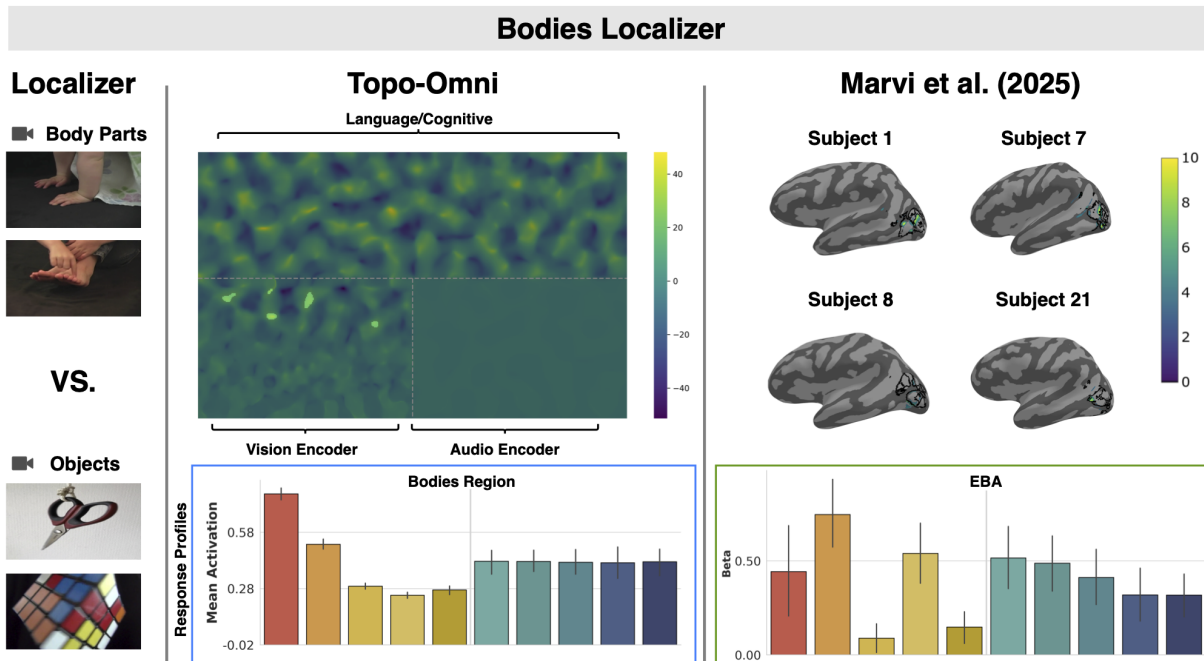 Bodies Localizer
Localizer
Body Parts
VS.
Objects
Topo-Omni
Language/Cognitive
40
20
0
−20
−40
Vision Encoder
Audio Encoder
Response Profiles
Bodies Region
Mean Activation
0.58
0.28
-0.02
Marvi et al. (2025)
Subject 1
Subject 7
Subject 8
Subject 21
10
8
6
4
2
0
EBA
Beta
0.50
0.00